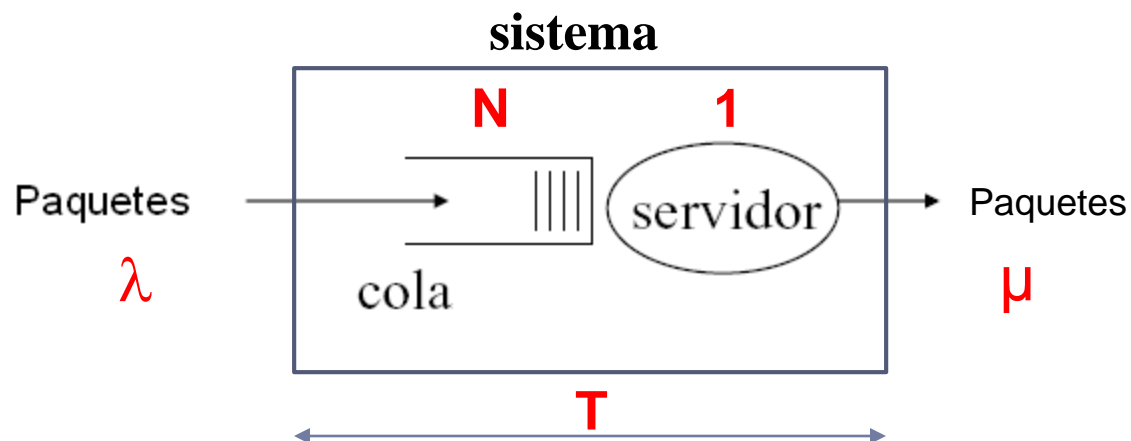 sistema
N
1
Paquetes
servidor
Paquetes
λ
cola
μ
T